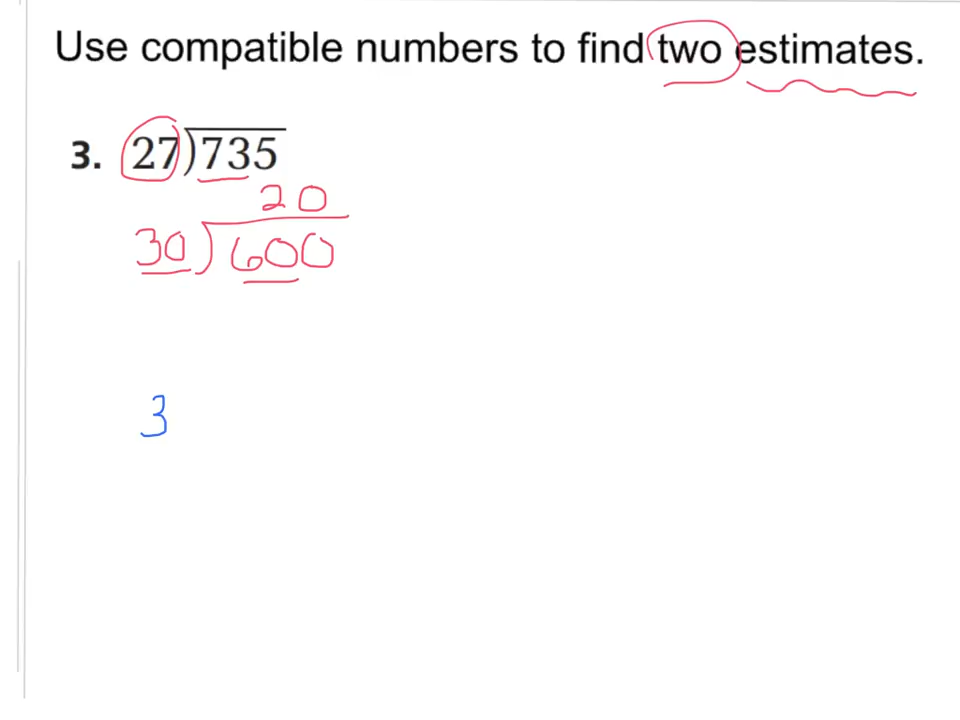 Use compatible numbers to find two estimates.
3. 27)735
20
30)600
3